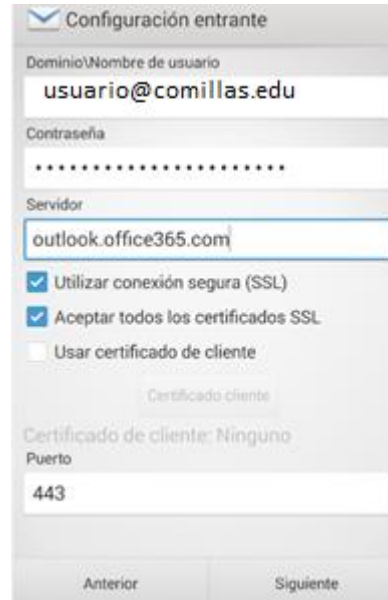 Configuración entrante
Dominio\Nombre de usuario
usuario@comillas.edu
Contraseña
Servidor
outlook.office365.com
Utilizar conexión segura (SSL)
Aceptar todos los certificados SSL
Usar certificado de cliente
Certificado cliente
Certificado de cliente: Ninguno
Puerto
443
Anterior Siguiente